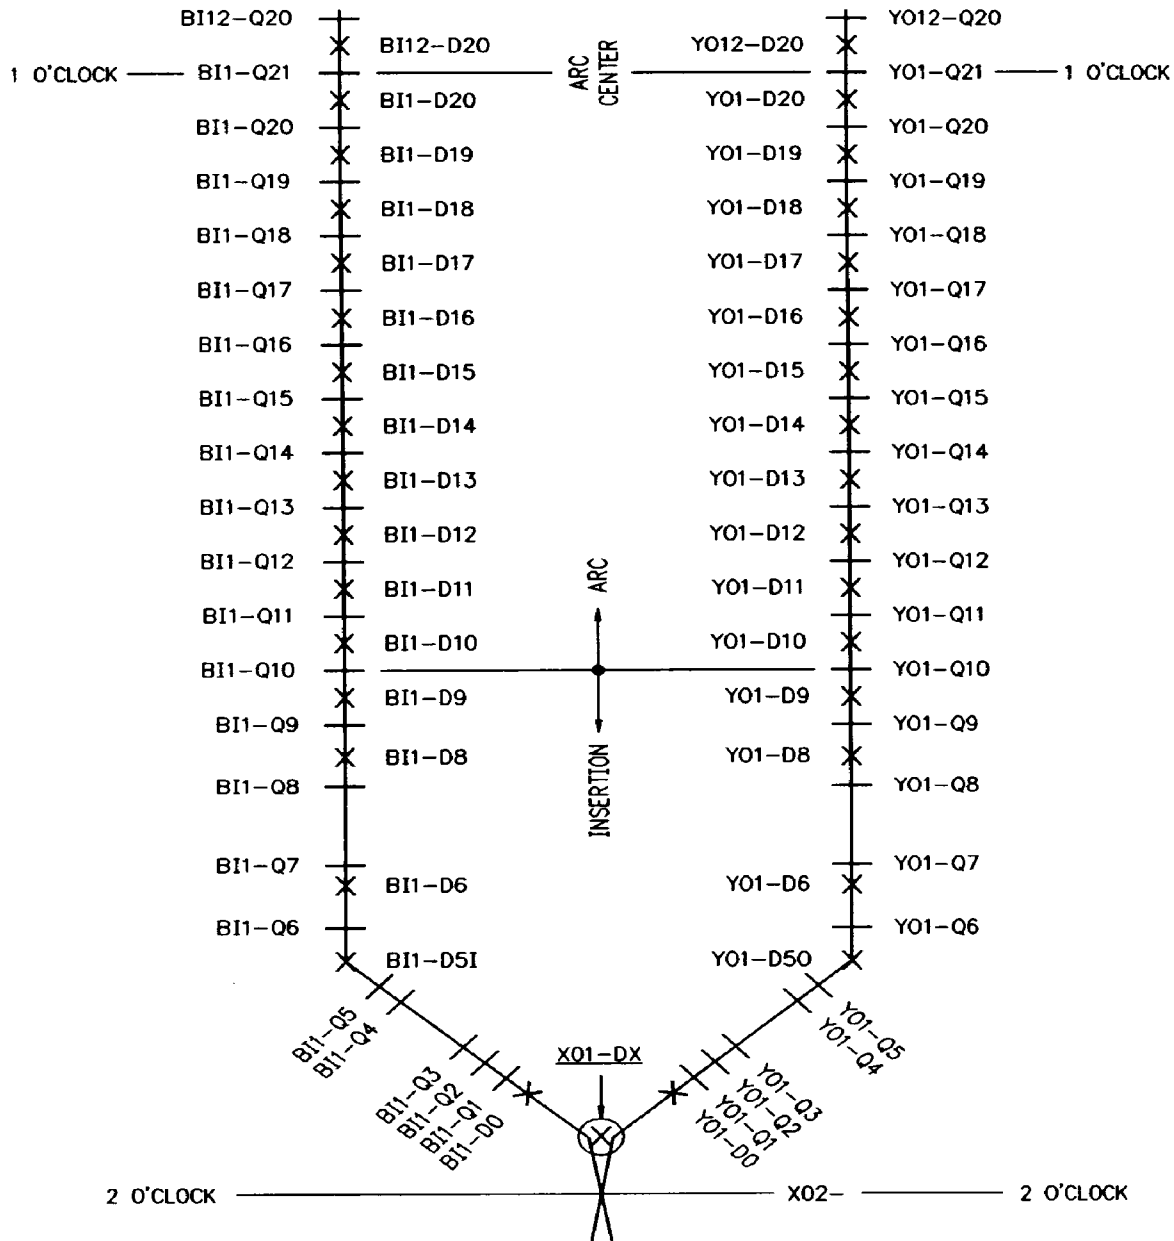 BI12-Q20 YO12-Q20
BI12-D20 YO12-D20
1 O'CLOCK BI1-Q21 ARC CENTER YO1-Q21 1 O'CLOCK
BI1-D20 YO1-D20
BI1-Q20 YO1-Q20
BI1-D19 YO1-D19
BI1-Q19 YO1-Q19
BI1-D18 YO1-D18
BI1-Q18 YO1-Q18
BI1-D17 YO1-D17
BI1-Q17 YO1-Q17
BI1-D16 YO1-D16
BI1-Q16 YO1-Q16
BI1-D15 YO1-D15
BI1-Q15 YO1-Q15
BI1-D14 YO1-D14
BI1-Q14 YO1-Q14
BI1-D13 YO1-D13
BI1-Q13 YO1-Q13
BI1-D12 YO1-D12
BI1-Q12 YO1-Q12
BI1-D11 ARC YO1-D11
BI1-Q11 YO1-Q11
BI1-D10 YO1-D10
BI1-Q10 YO1-Q10
BI1-D9 YO1-D9
BI1-Q9 YO1-Q9
BI1-D8 YO1-D8
BI1-Q8 INSERTION YO1-Q8
BI1-Q7 YO1-Q7
BI1-D6 YO1-D6
BI1-Q6 YO1-Q6
BI1-D5I YO1-D5O
BI1-Q5 YO1-Q5
BI1-Q4 YO1-Q4
XO1-DX
BI1-Q3 YO1-Q3
BI1-Q2 YO1-Q2
BI1-Q1 YO1-Q1
BI1-D0 YO1-D0
2 O'CLOCK XO2- 2 O'CLOCK